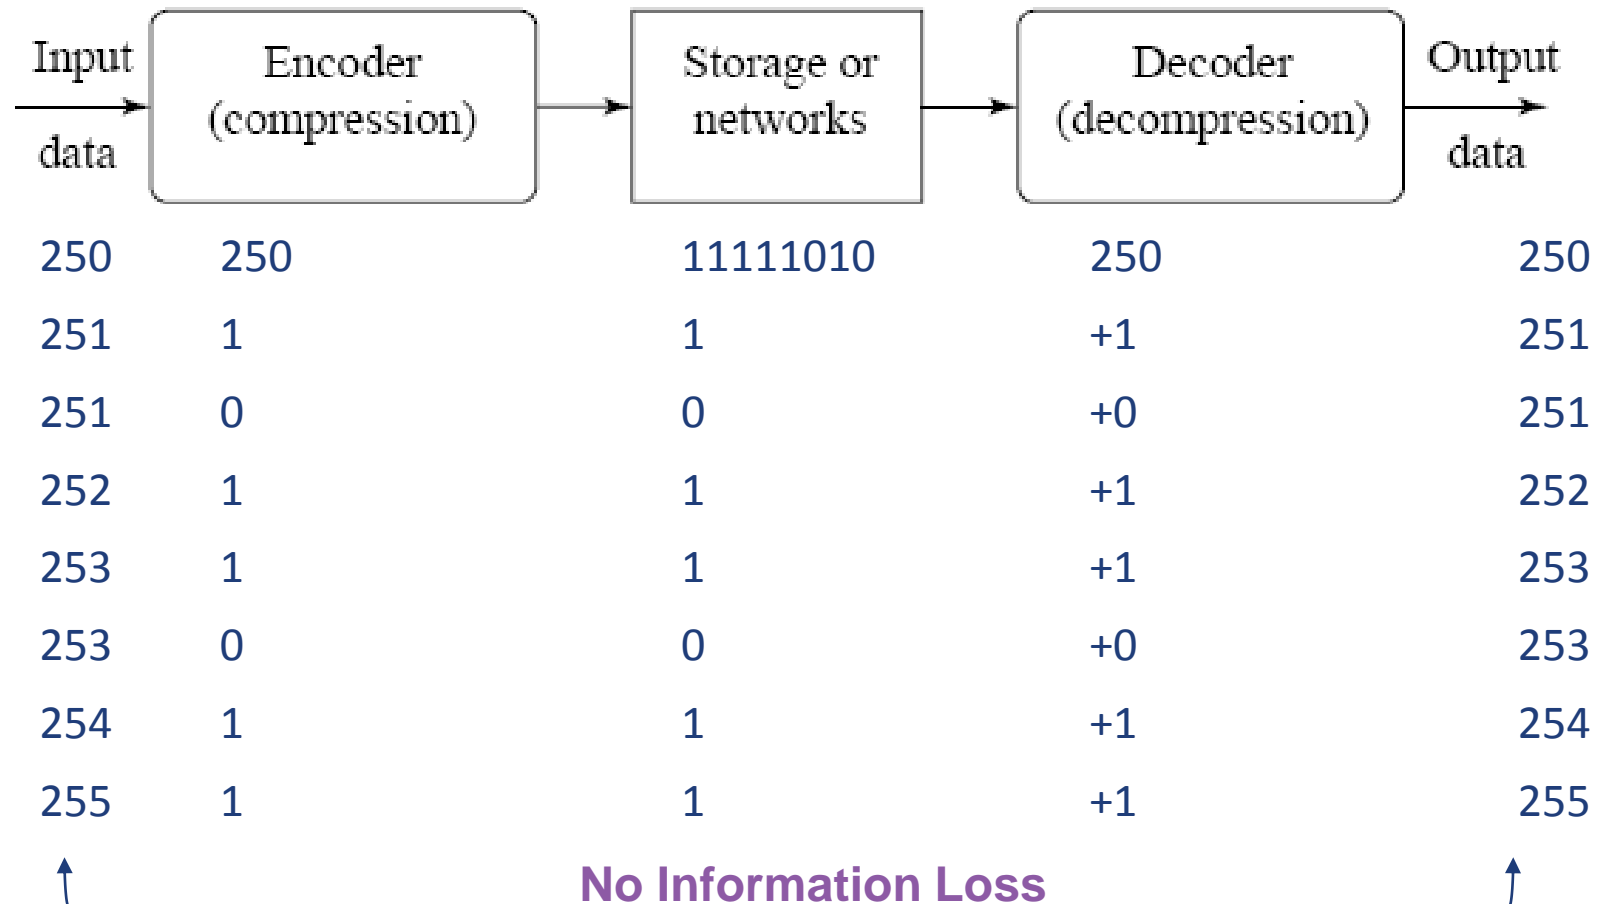 Input Encoder Storage or Decoder Output
data (compression) networks (decompression) data
250 250 11111010 250 250
251 1 1 +1 251
251 0 0 +0 251
252 1 1 +1 252
253 1 1 +1 253
253 0 0 +0 253
254 1 1 +1 254
255 1 1 +1 255
No Information Loss